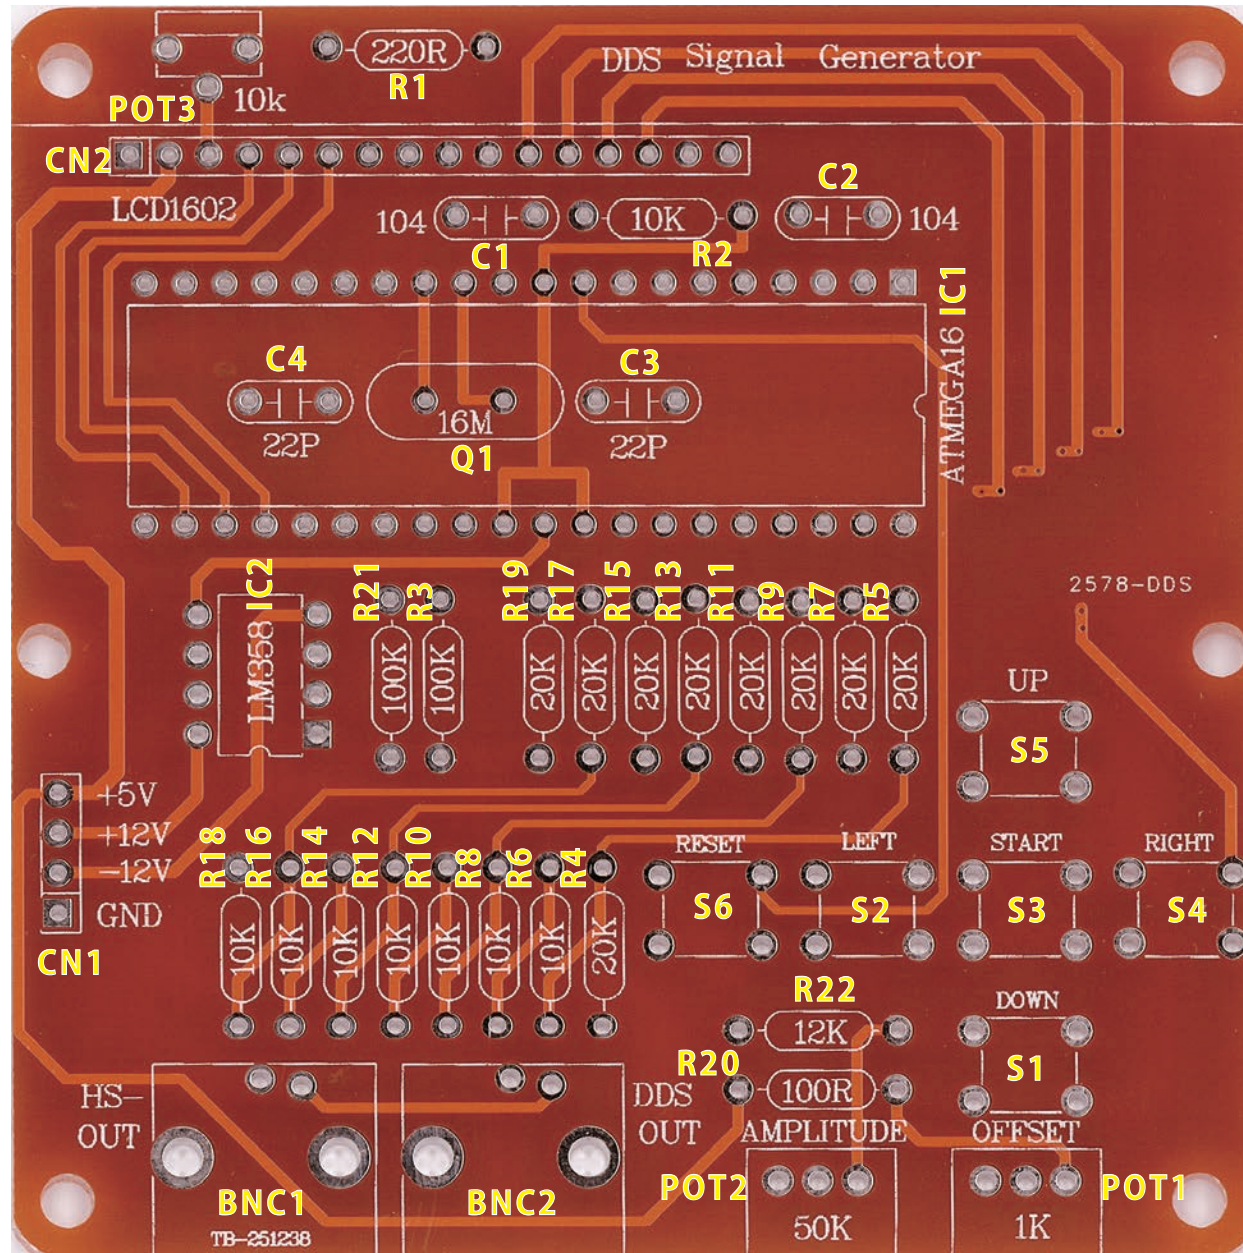 220R
R1
DDS Signal Generator
POT3
10k
CN2
LCD1602
104
C1
10K
R2
C2
104
IC1
ATMEGA16
C4
22P
16M
Q1
C3
22P
2578-DDS
IC2
LM358
R21
R3
R19
R17
R15
R13
R11
R9
R7
R5
100K
100K
20K
20K
20K
20K
20K
20K
20K
20K
UP
S5
+5V
+12V
-12V
GND
CN1
R18
R16
R14
R12
R10
R8
R6
R4
10K
10K
10K
10K
10K
10K
10K
20K
RESET
S6
LEFT
S2
START
S3
RIGHT
S4
R22
12K
DOWN
S1
R20
100R
HS-
OUT
DDS
OUT
AMPLITUDE
OFFSET
BNC1
BNC2
POT2
POT1
50K
1K
TB-251238